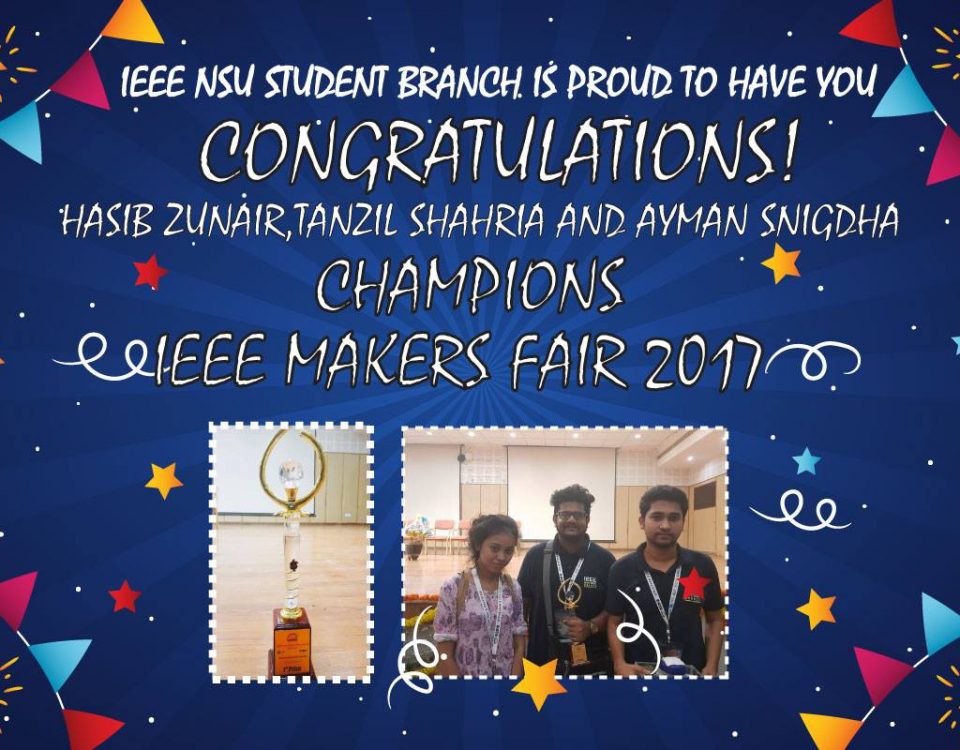 IEEE NSU STUDENT BRANCH IS PROUD TO HAVE YOU
CONGRATULATIONS!
HASIB ZUNAIR,TANZIL SHAHRIA AND AYMAN SNIGDHA
CHAMPIONS
IEEE MAKERS FAIR 2017
IEEE